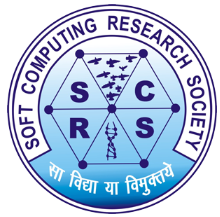 SOFT COMPUTING RESEARCH SOCIETY
S C
R S
सा विद्या या विमुक्तये